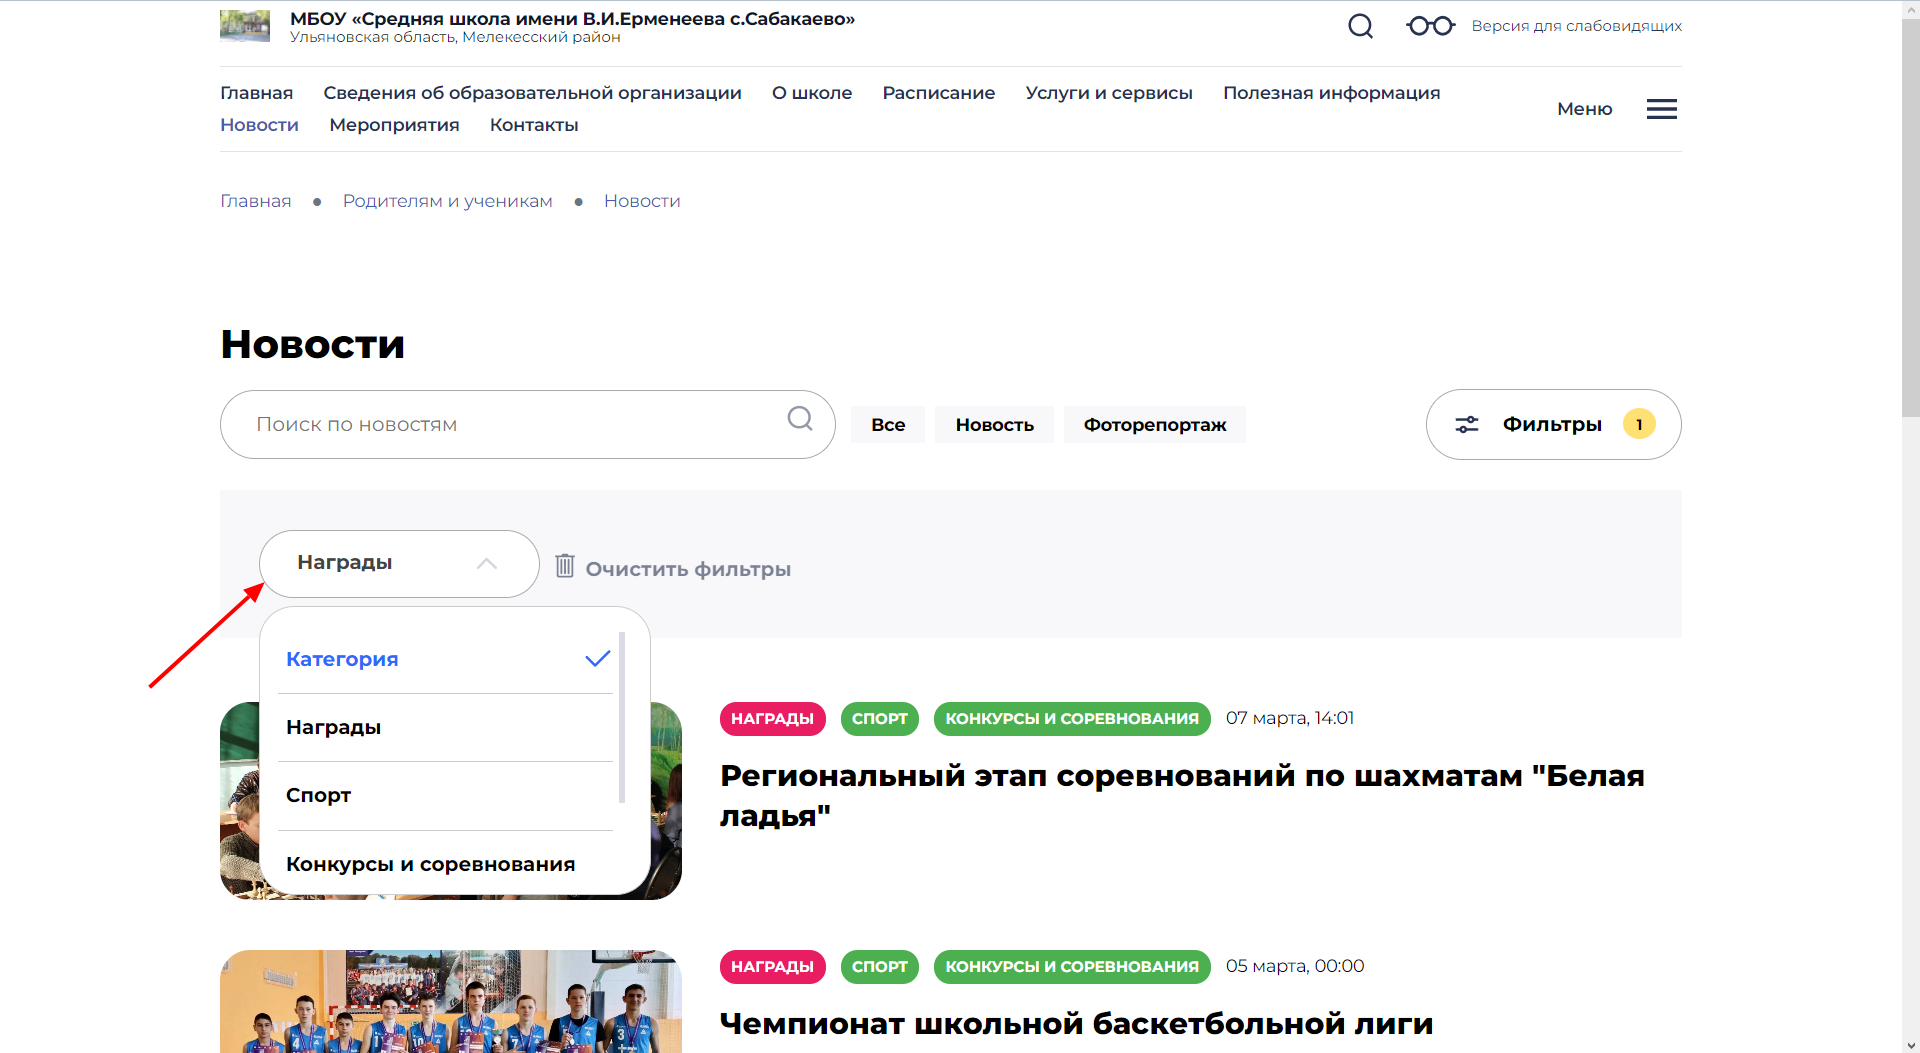 МБОУ «Средняя школа имени В.И.Ерменеева с.Сабакаево»
Ульяновская область, Мелекесский район
Версия для слабовидящих
Главная Сведения об образовательной организации О школе Расписание Услуги и сервисы Полезная информация
Новости Мероприятия Контакты
Меню
Главная Родителям и ученикам Новости
Новости
Поиск по новостям
Все Новость Фоторепортаж
Фильтры 1
Награды
Очистить фильтры
Категория
Награды
Спорт
Конкурсы и соревнования
НАГРАДЫ СПОРТ КОНКУРСЫ И СОРЕВНОВАНИЯ 07 марта, 14:01
Региональный этап соревнований по шахматам "Белая
ладья"
НАГРАДЫ СПОРТ КОНКУРСЫ И СОРЕВНОВАНИЯ 05 марта, 00:00
Чемпионат школьной баскетбольной лиги